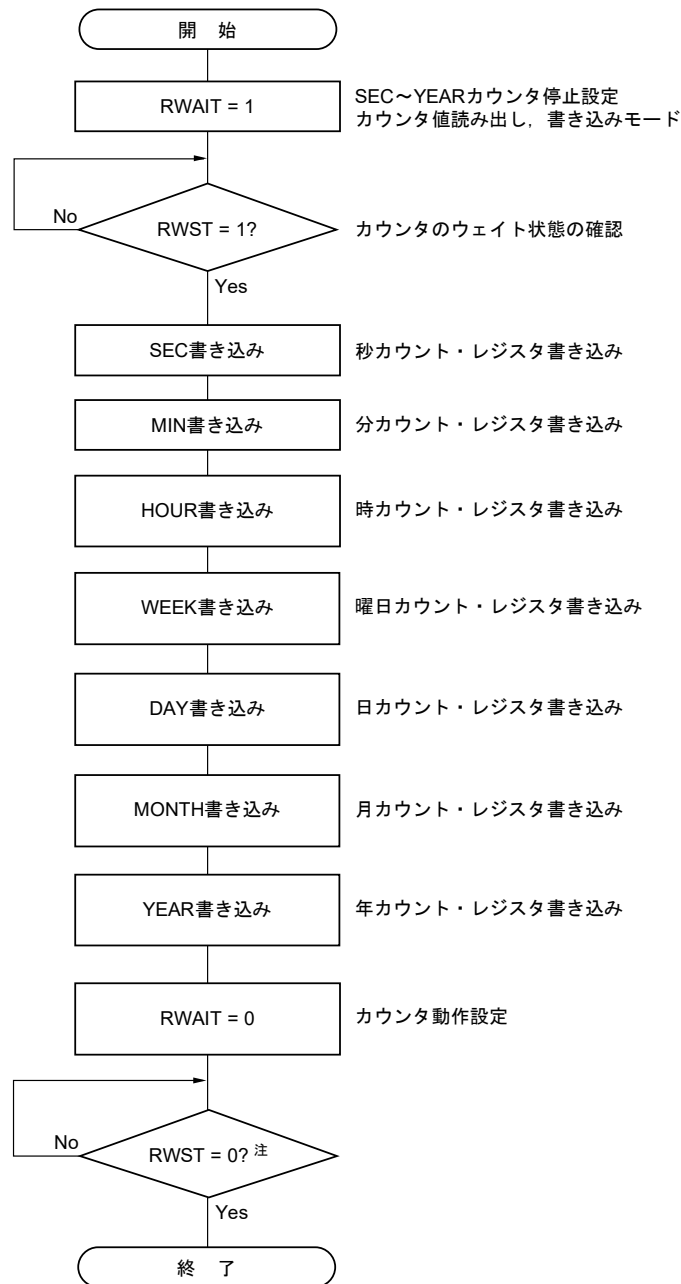 開 始
RWAIT = 1
SEC～YEARカウンタ停止設定
カウンタ値読み出し，書き込みモード
No
RWST = 1?
カウンタのウェイト状態の確認
Yes
SEC書き込み
秒カウント・レジスタ書き込み
MIN書き込み
分カウント・レジスタ書き込み
HOUR書き込み
時カウント・レジスタ書き込み
WEEK書き込み
曜日カウント・レジスタ書き込み
DAY書き込み
日カウント・レジスタ書き込み
MONTH書き込み
月カウント・レジスタ書き込み
YEAR書き込み
年カウント・レジスタ書き込み
RWAIT = 0
カウンタ動作設定
No
RWST = 0? 注
Yes
終 了